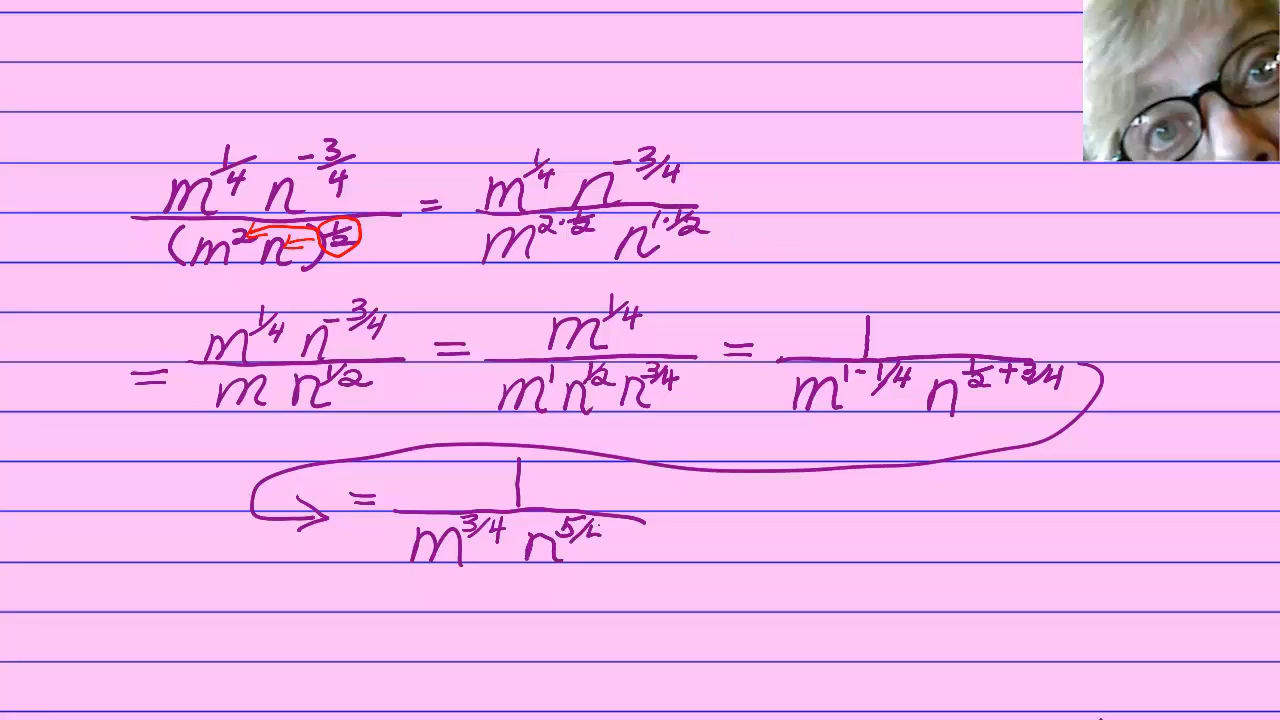 m^1/4 n^-3/4 / (m^2 n)^1/2 = m^1/4 n^-3/4 / m^2·1/2 n^1·1/2
= m^1/4 n^-3/4 / m n^1/2 = m^1/4 / m^1 n^1/2 n^3/4 = 1 / m^1-1/4 n^1/2+3/4
= 1 / m^3/4 n^5/